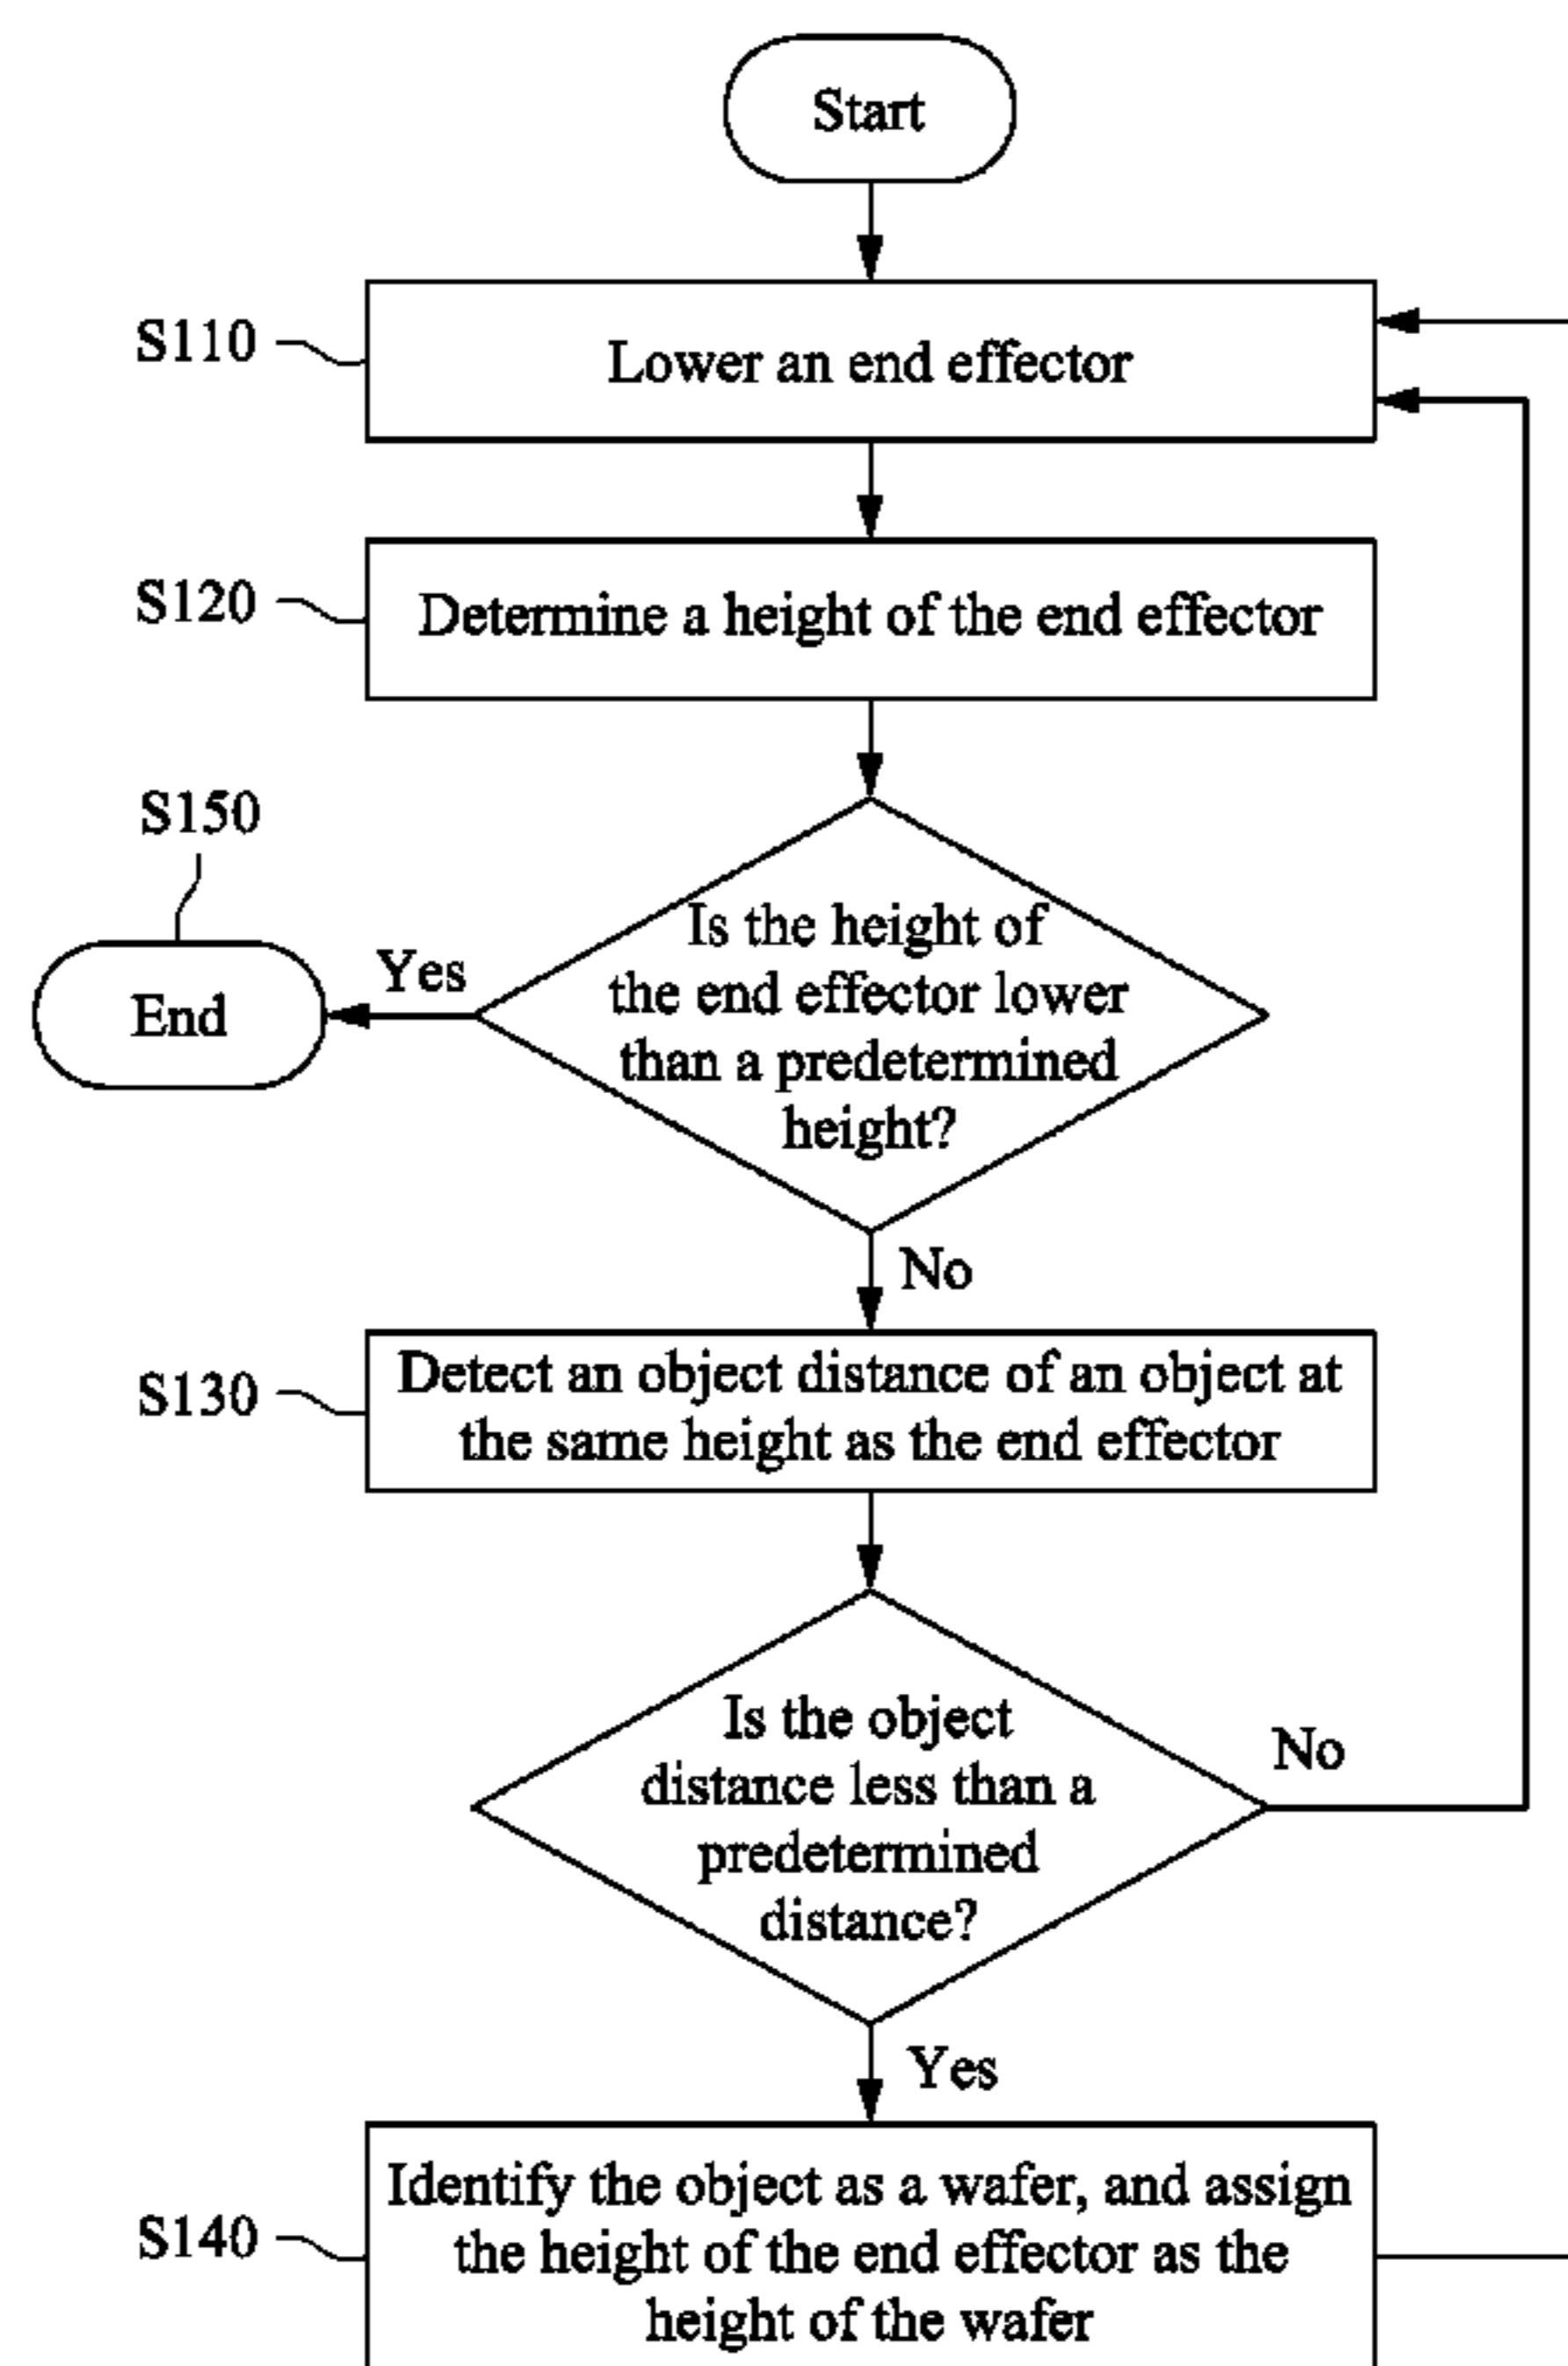 Start
S110
Lower an end effector
S120
Determine a height of the end effector
S150
End
Yes
Is the height of
the end effector lower
than a predetermined
height?
No
S130
Detect an object distance of an object at
the same height as the end effector
Is the object
distance less than a
predetermined
distance?
No
Yes
S140
Identify the object as a wafer, and assign
the height of the end effector as the
height of the wafer